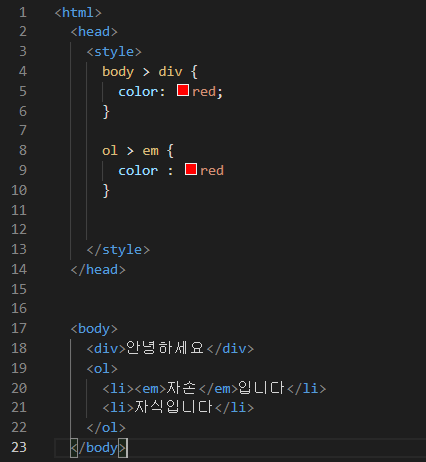 1 <html>
2 <head>
3 <style>
4 body > div {
5 color: red;
6 }
7
8 ol > em {
9 color : red
10 }
11
12
13 </style>
14 </head>
15
16
17 <body>
18 <div>안녕하세요</div>
19 <ol>
20 <li><em>자손</em>입니다</li>
21 <li>자식입니다</li>
22 </ol>
23 </body>